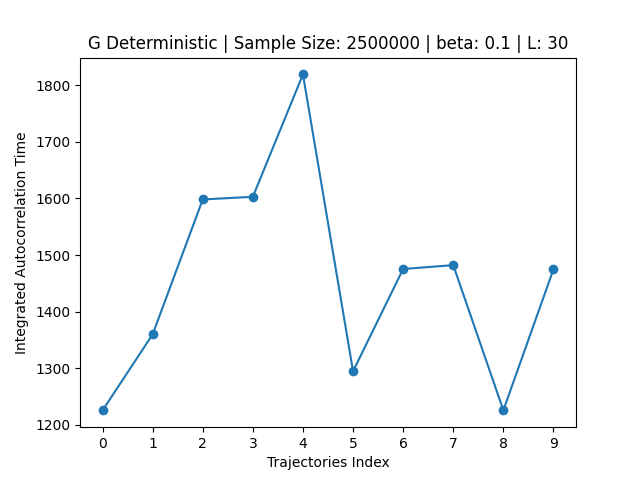 G Deterministic | Sample Size: 2500000 | beta: 0.1 | L: 30
1800
1700
1600
1500
1400
1300
1200
Integrated Autocorrelation Time
0 1 2 3 4 5 6 7 8 9
Trajectories Index